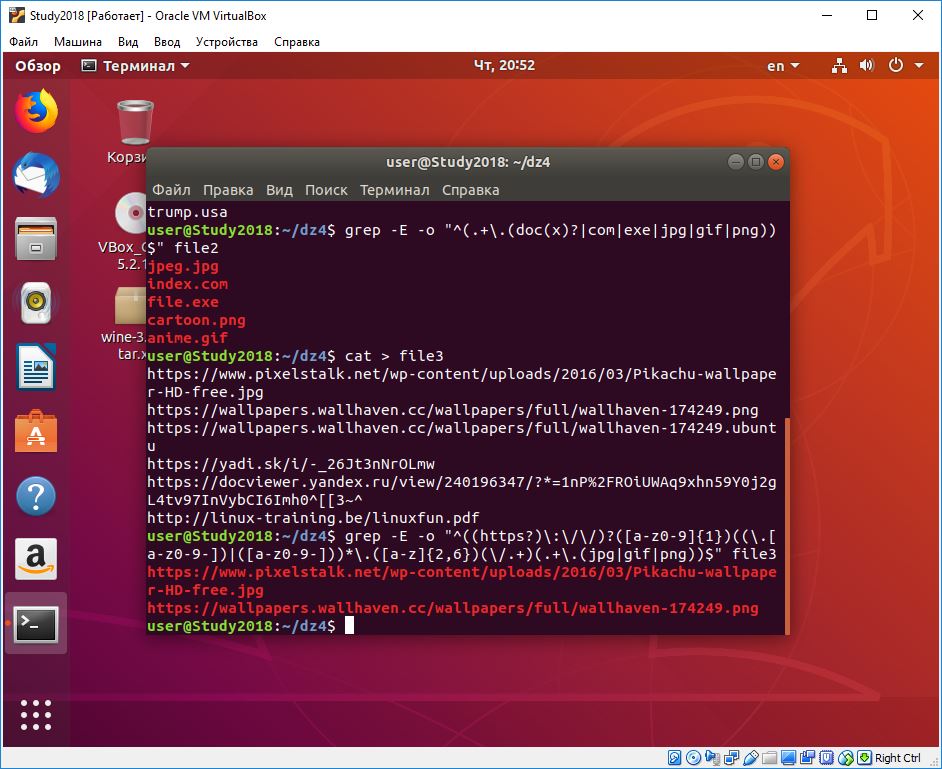 Study2018 [Работает] - Oracle VM VirtualBox
Файл Машина Вид Ввод Устройства Справка
Обзор Терминал Чт, 20:52 en
Корзи
VBox_
5.2.1
wine-3.
tar.x
user@Study2018: ~/dz4
Файл Правка Вид Поиск Терминал Справка
trump.usa
user@Study2018:~/dz4$ grep -E -o "^(.+\.(doc(x)?|com|exe|jpg|gif|png))
$" file2
jpeg.jpg
index.com
file.exe
cartoon.png
anime.gif
user@Study2018:~/dz4$ cat > file3
https://www.pixelstalk.net/wp-content/uploads/2016/03/Pikachu-wallpape
r-HD-free.jpg
https://wallpapers.wallhaven.cc/wallpapers/full/wallhaven-174249.png
https://wallpapers.wallhaven.cc/wallpapers/full/wallhaven-174249.ubunt
u
https://yadi.sk/i/-_26Jt3nNrOLmw
https://docviewer.yandex.ru/view/240196347/?*=1nP%2FROiUWAq9xhn59Y0j2g
L4tv97InVybCI6Imh0^[[3~^
http://linux-training.be/linuxfun.pdf
user@Study2018:~/dz4$ grep -E -o "^((https?)\:\/\/)?([a-z0-9]{1})((\.[
a-z0-9-])|([a-z0-9-]))*\.([a-z]{2,6})(\/.+)(.+\.(jpg|gif|png))$" file3
https://www.pixelstalk.net/wp-content/uploads/2016/03/Pikachu-wallpape
r-HD-free.jpg
https://wallpapers.wallhaven.cc/wallpapers/full/wallhaven-174249.png
user@Study2018:~/dz4$
Right Ctrl